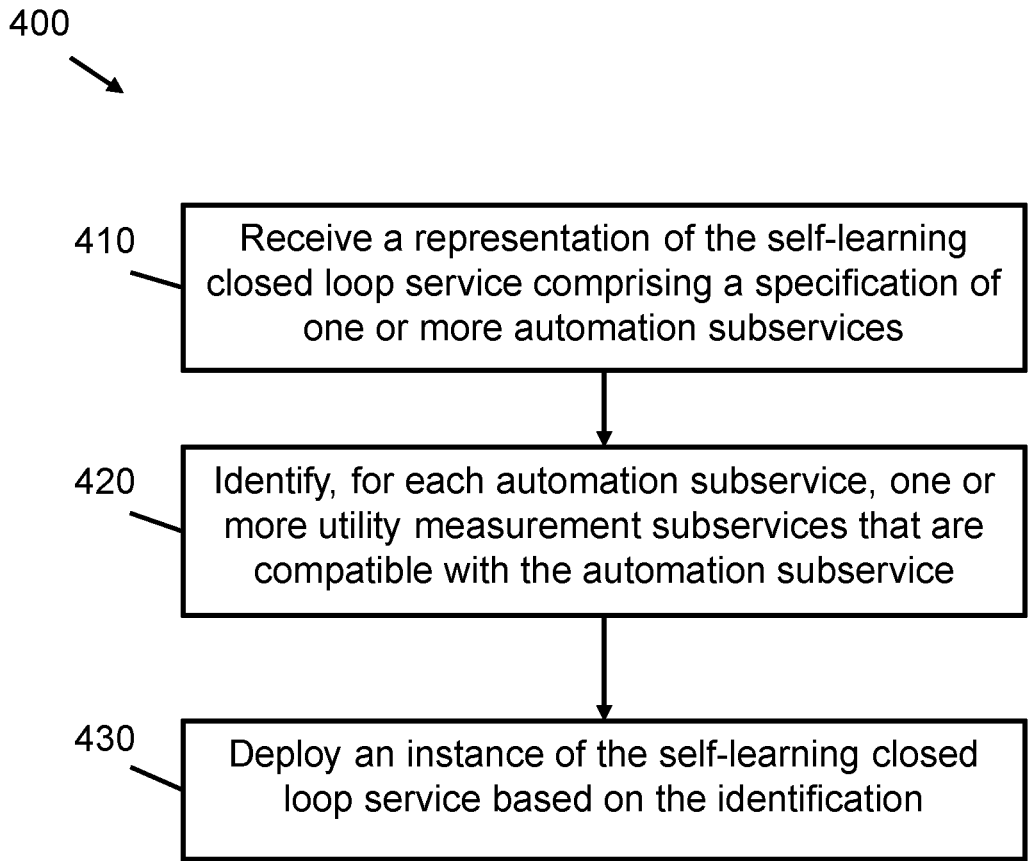 400
410
Receive a representation of the self-learning
closed loop service comprising a specification of
one or more automation subservices
420
Identify, for each automation subservice, one or
more utility measurement subservices that are
compatible with the automation subservice
430
Deploy an instance of the self-learning closed
loop service based on the identification